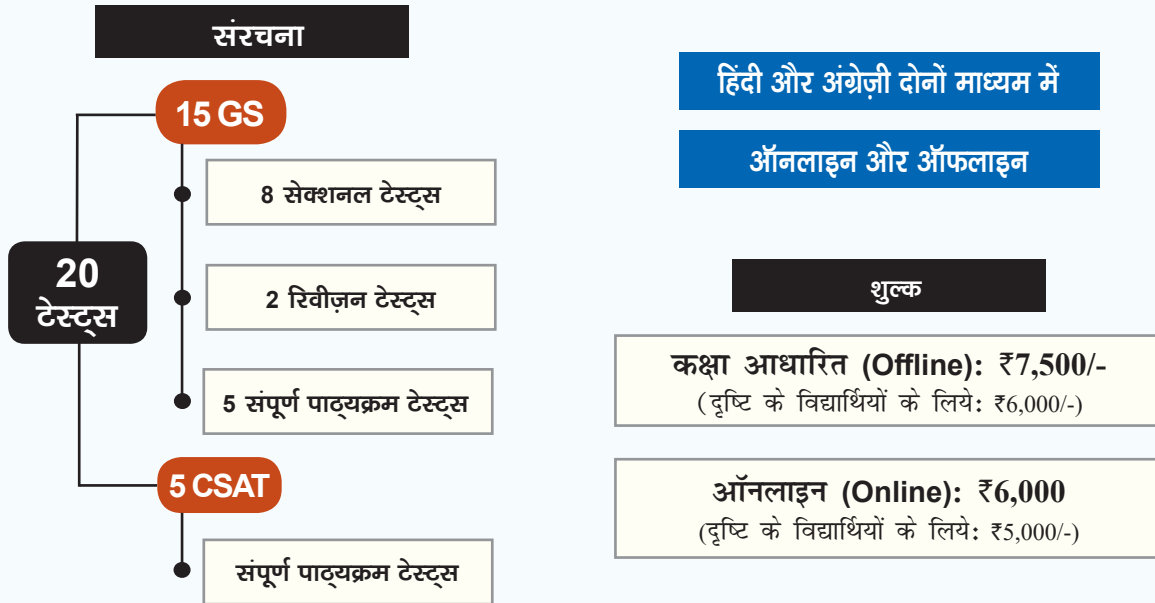 संरचना
15 GS
8 सेक्शनल टेस्ट्स
2 रिवीज़न टेस्ट्स
20
टेस्ट्स
5 संपूर्ण पाठ्यक्रम टेस्ट्स
5 CSAT
संपूर्ण पाठ्यक्रम टेस्ट्स
हिंदी और अंग्रेज़ी दोनों माध्यम में
ऑनलाइन और ऑफलाइन
शुल्क
कक्षा आधारित (Offline): ₹7,500/-
(दृष्टि के विद्यार्थियों के लिये: ₹6,000/-)
ऑनलाइन (Online): ₹6,000
(दृष्टि के विद्यार्थियों के लिये: ₹5,000/-)